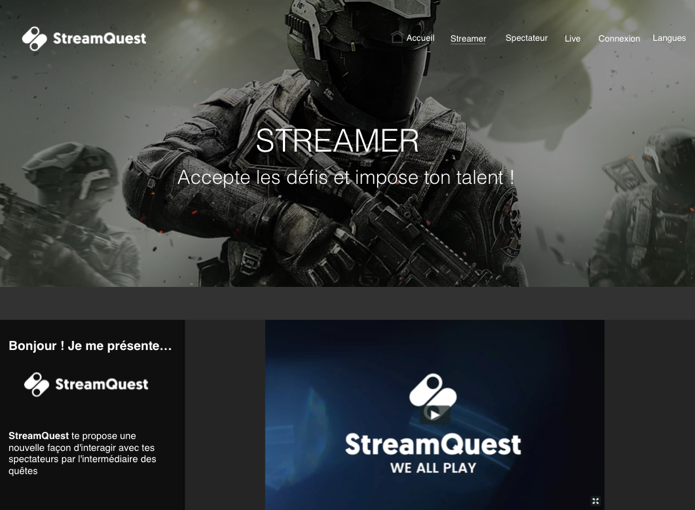 StreamQuest
Accueil
Streamer
Spectateur
Live
Connexion
Langues
STREAMER
Accepte les défis et impose ton talent !
Bonjour ! Je me présente...
StreamQuest
StreamQuest te propose une
nouvelle façon d'interagir avec tes
spectateurs par l'intermédiaire des
quêtes
StreamQuest
WE ALL PLAY